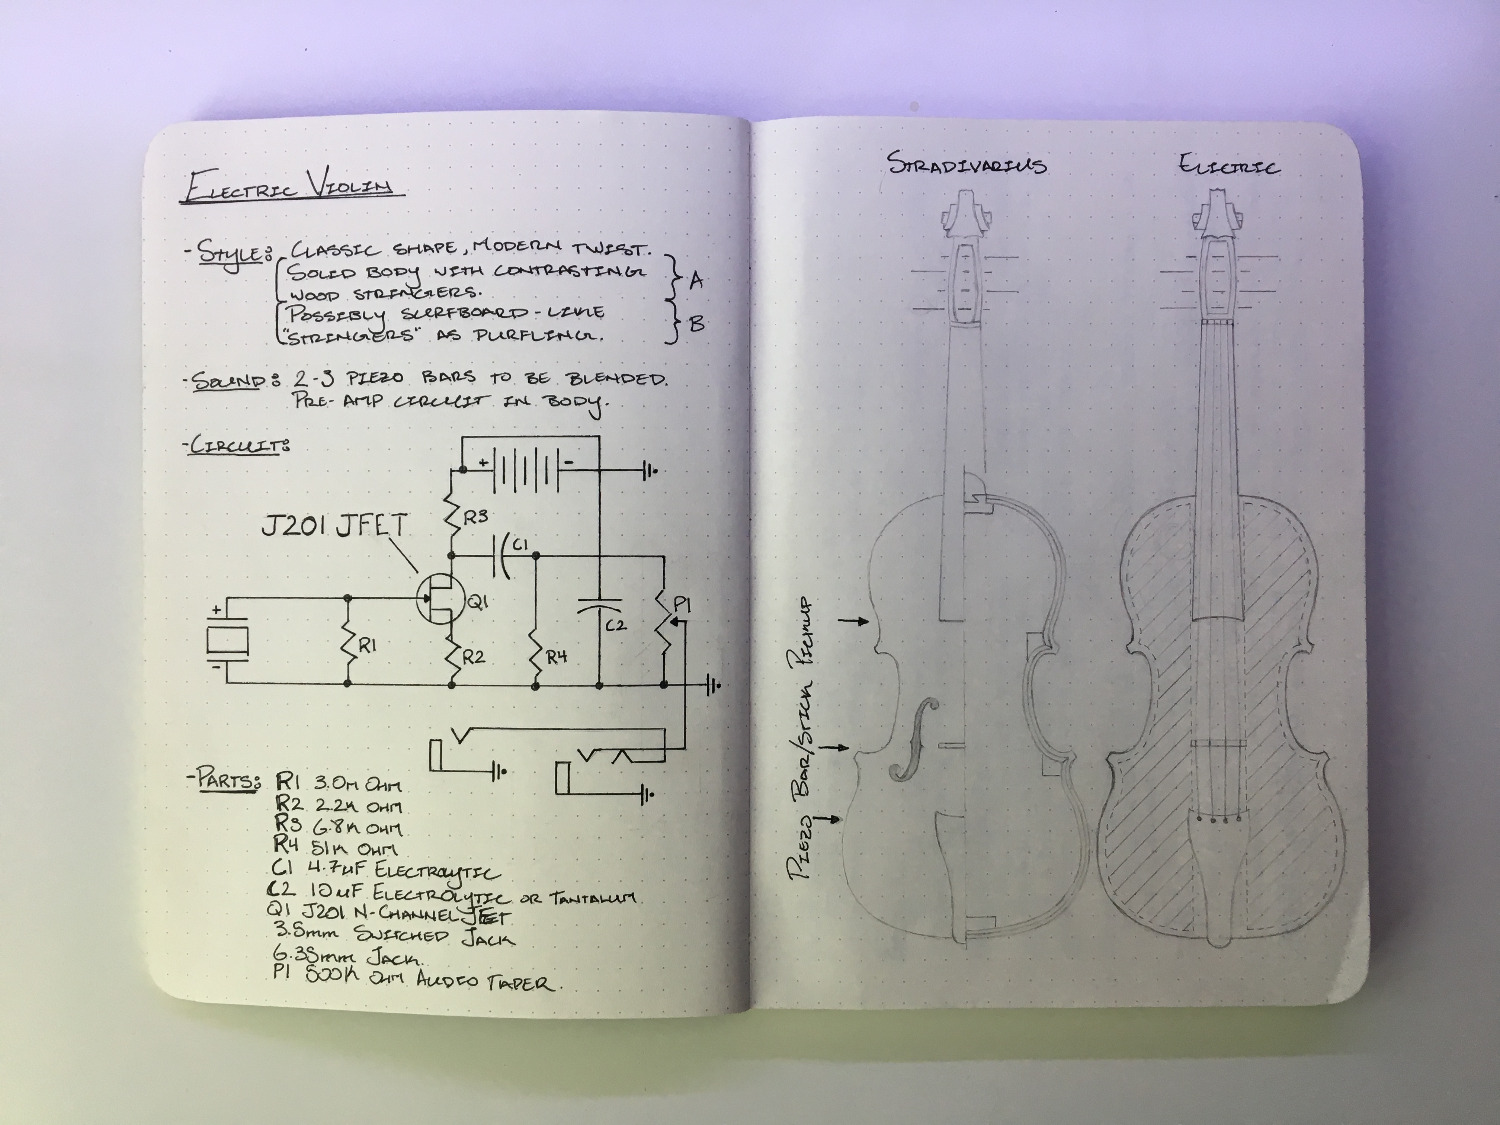 ELECTRIC VIOLIN
- STYLE: CLASSIC SHAPE, MODERN TWIST.
SOLID BODY WITH CONTRASTING
WOOD STRINGERS.
A
POSSIBLY SURFBOARD-LIKE
"STRINGERS" AS PURFLING.
B
- SOUND: 2-3 PIEZO BARS TO BE BLENDED.
PRE-AMP CIRCUIT IN BODY.
- CIRCUIT:
+ -
R3
J201 JFET
C1
Q1
P1
+
C2
R1
R2
R4
-
- PARTS: R1 3.0M OHM
R2 2.2K OHM
R3 6.8K OHM
R4 51K OHM
C1 4.7uF ELECTROLYTIC
C2 10uF ELECTROLYTIC OR TANTALUM
Q1 J201 N-CHANNEL JFET
3.5mm SWITCHED JACK
6.35mm JACK
P1 500K OHM AUDIO TAPER.
STRADIVARIUS
ELECTRIC
PIEZO BAR/STICK PICKUP